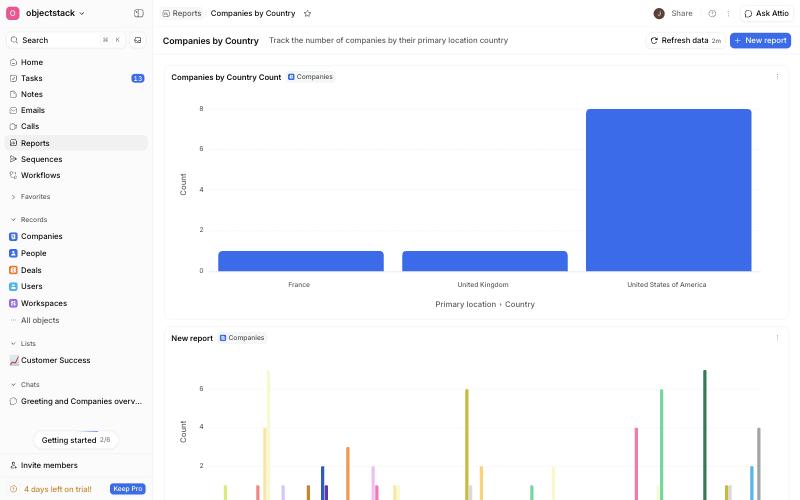 O objectstack
Search ⌘ K
Home
Tasks 13
Notes
Emails
Calls
Reports
Sequences
Workflows
Favorites
Records
Companies
People
Deals
Users
Workspaces
All objects
Lists
Customer Success
Chats
Greeting and Companies overv...
Getting started 2/6
Invite members
4 days left on trial! Keep Pro
Reports / Companies by Country
J Share
Ask Attio
Companies by Country Track the number of companies by their primary location country
Refresh data 2m
+ New report
Companies by Country Count Companies
8
6
4
2
0
Count
France United Kingdom United States of America
Primary location › Country
New report Companies
6
4
2
Count